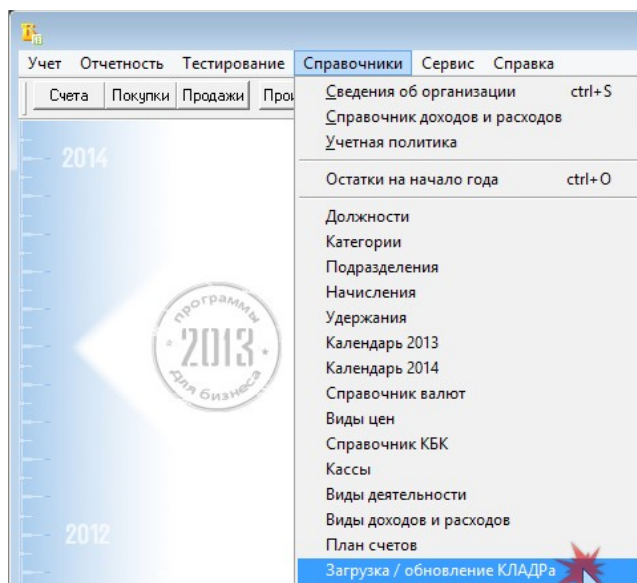 Учет Отчетность Тестирование Справочники Сервис Справка
Счета Покупки Продажи Прои
Сведения об организации ctrl+S
Справочник доходов и расходов
Учетная политика
Остатки на начало года ctrl+O
Должности
Категории
Подразделения
Начисления
Удержания
Календарь 2013
Календарь 2014
Справочник валют
Виды цен
Справочник КБК
Кассы
Виды деятельности
Виды доходов и расходов
План счетов
Загрузка / обновление КЛАДРа
2014
программы
2013
для бизнеса
2012